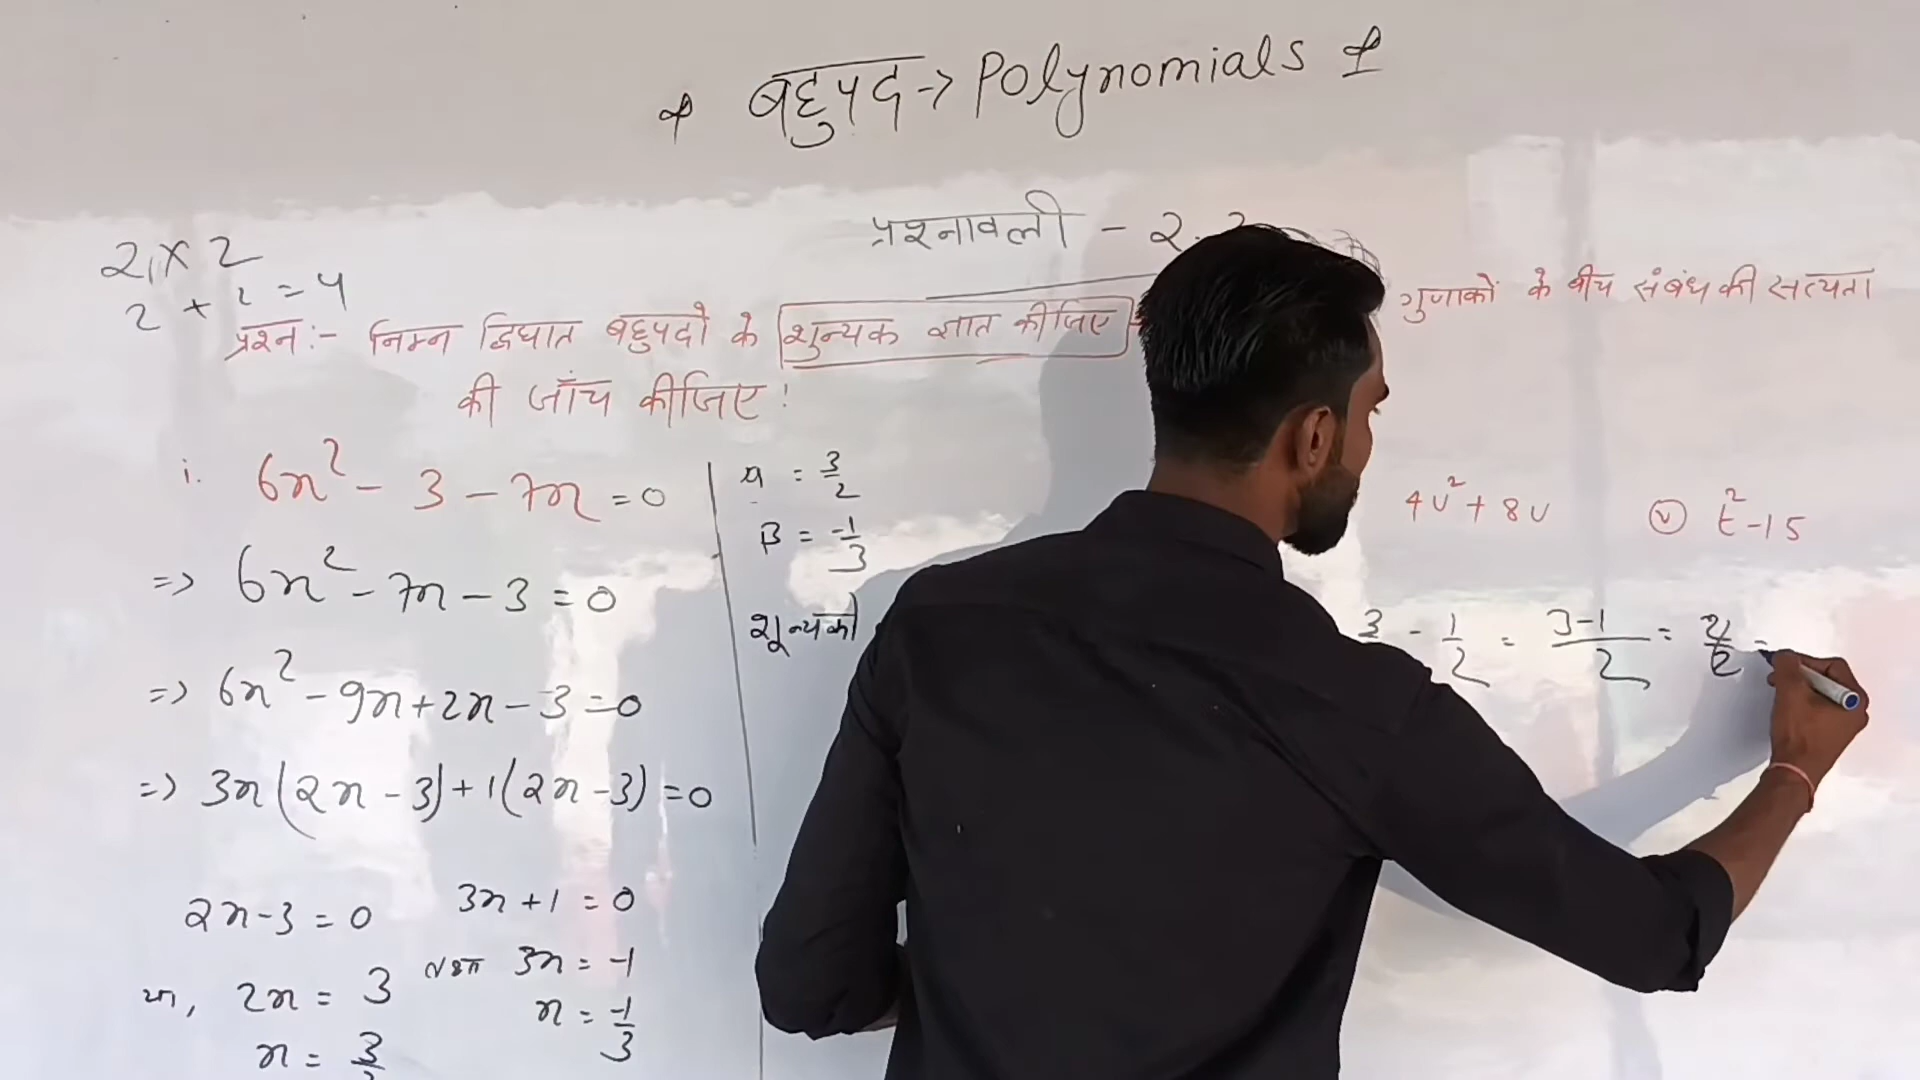 बहुपद -> Polynomials
प्रश्नावली - 2.
2 x 2
2 + 2 = 4
प्रश्न:- निम्न द्विघात बहुपदो के शुन्यक ज्ञात कीजिए गुणाकों के बीच संबंध की सत्यता
की जाँच कीजिए!
i. 6x² - 3 - 7x = 0
=> 6x² - 7x - 3 = 0
=> 6x² - 9x + 2x - 3 = 0
=> 3x(2x - 3) + 1(2x - 3) = 0
2x - 3 = 0
या, 2x = 3
x = 3/
3x + 1 = 0
तथा 3x = -1
x = -1/3
α = 3/2
β = -1/3
शून्यको
4u² + 8u
(v) t² - 15
3 - 1/2 = (3-1)/2 = 2/2 =